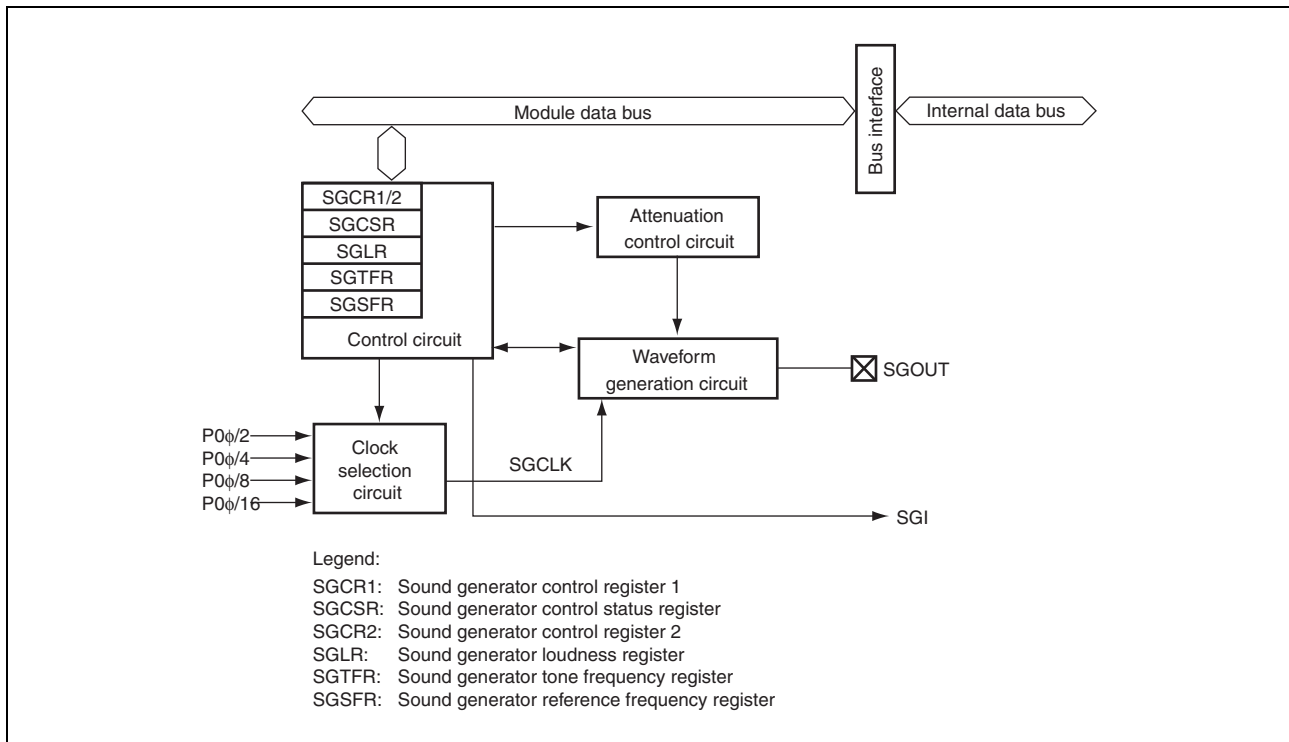 Module data bus
Bus interface
Internal data bus
SGCR1/2
SGCSR
SGLR
SGTFR
SGSFR
Control circuit
Attenuation
control circuit
Waveform
generation circuit
SGOUT
P0ϕ/2
P0ϕ/4
P0ϕ/8
P0ϕ/16
Clock
selection
circuit
SGCLK
SGI
Legend:
SGCR1: Sound generator control register 1
SGCSR: Sound generator control status register
SGCR2: Sound generator control register 2
SGLR: Sound generator loudness register
SGTFR: Sound generator tone frequency register
SGSFR: Sound generator reference frequency register